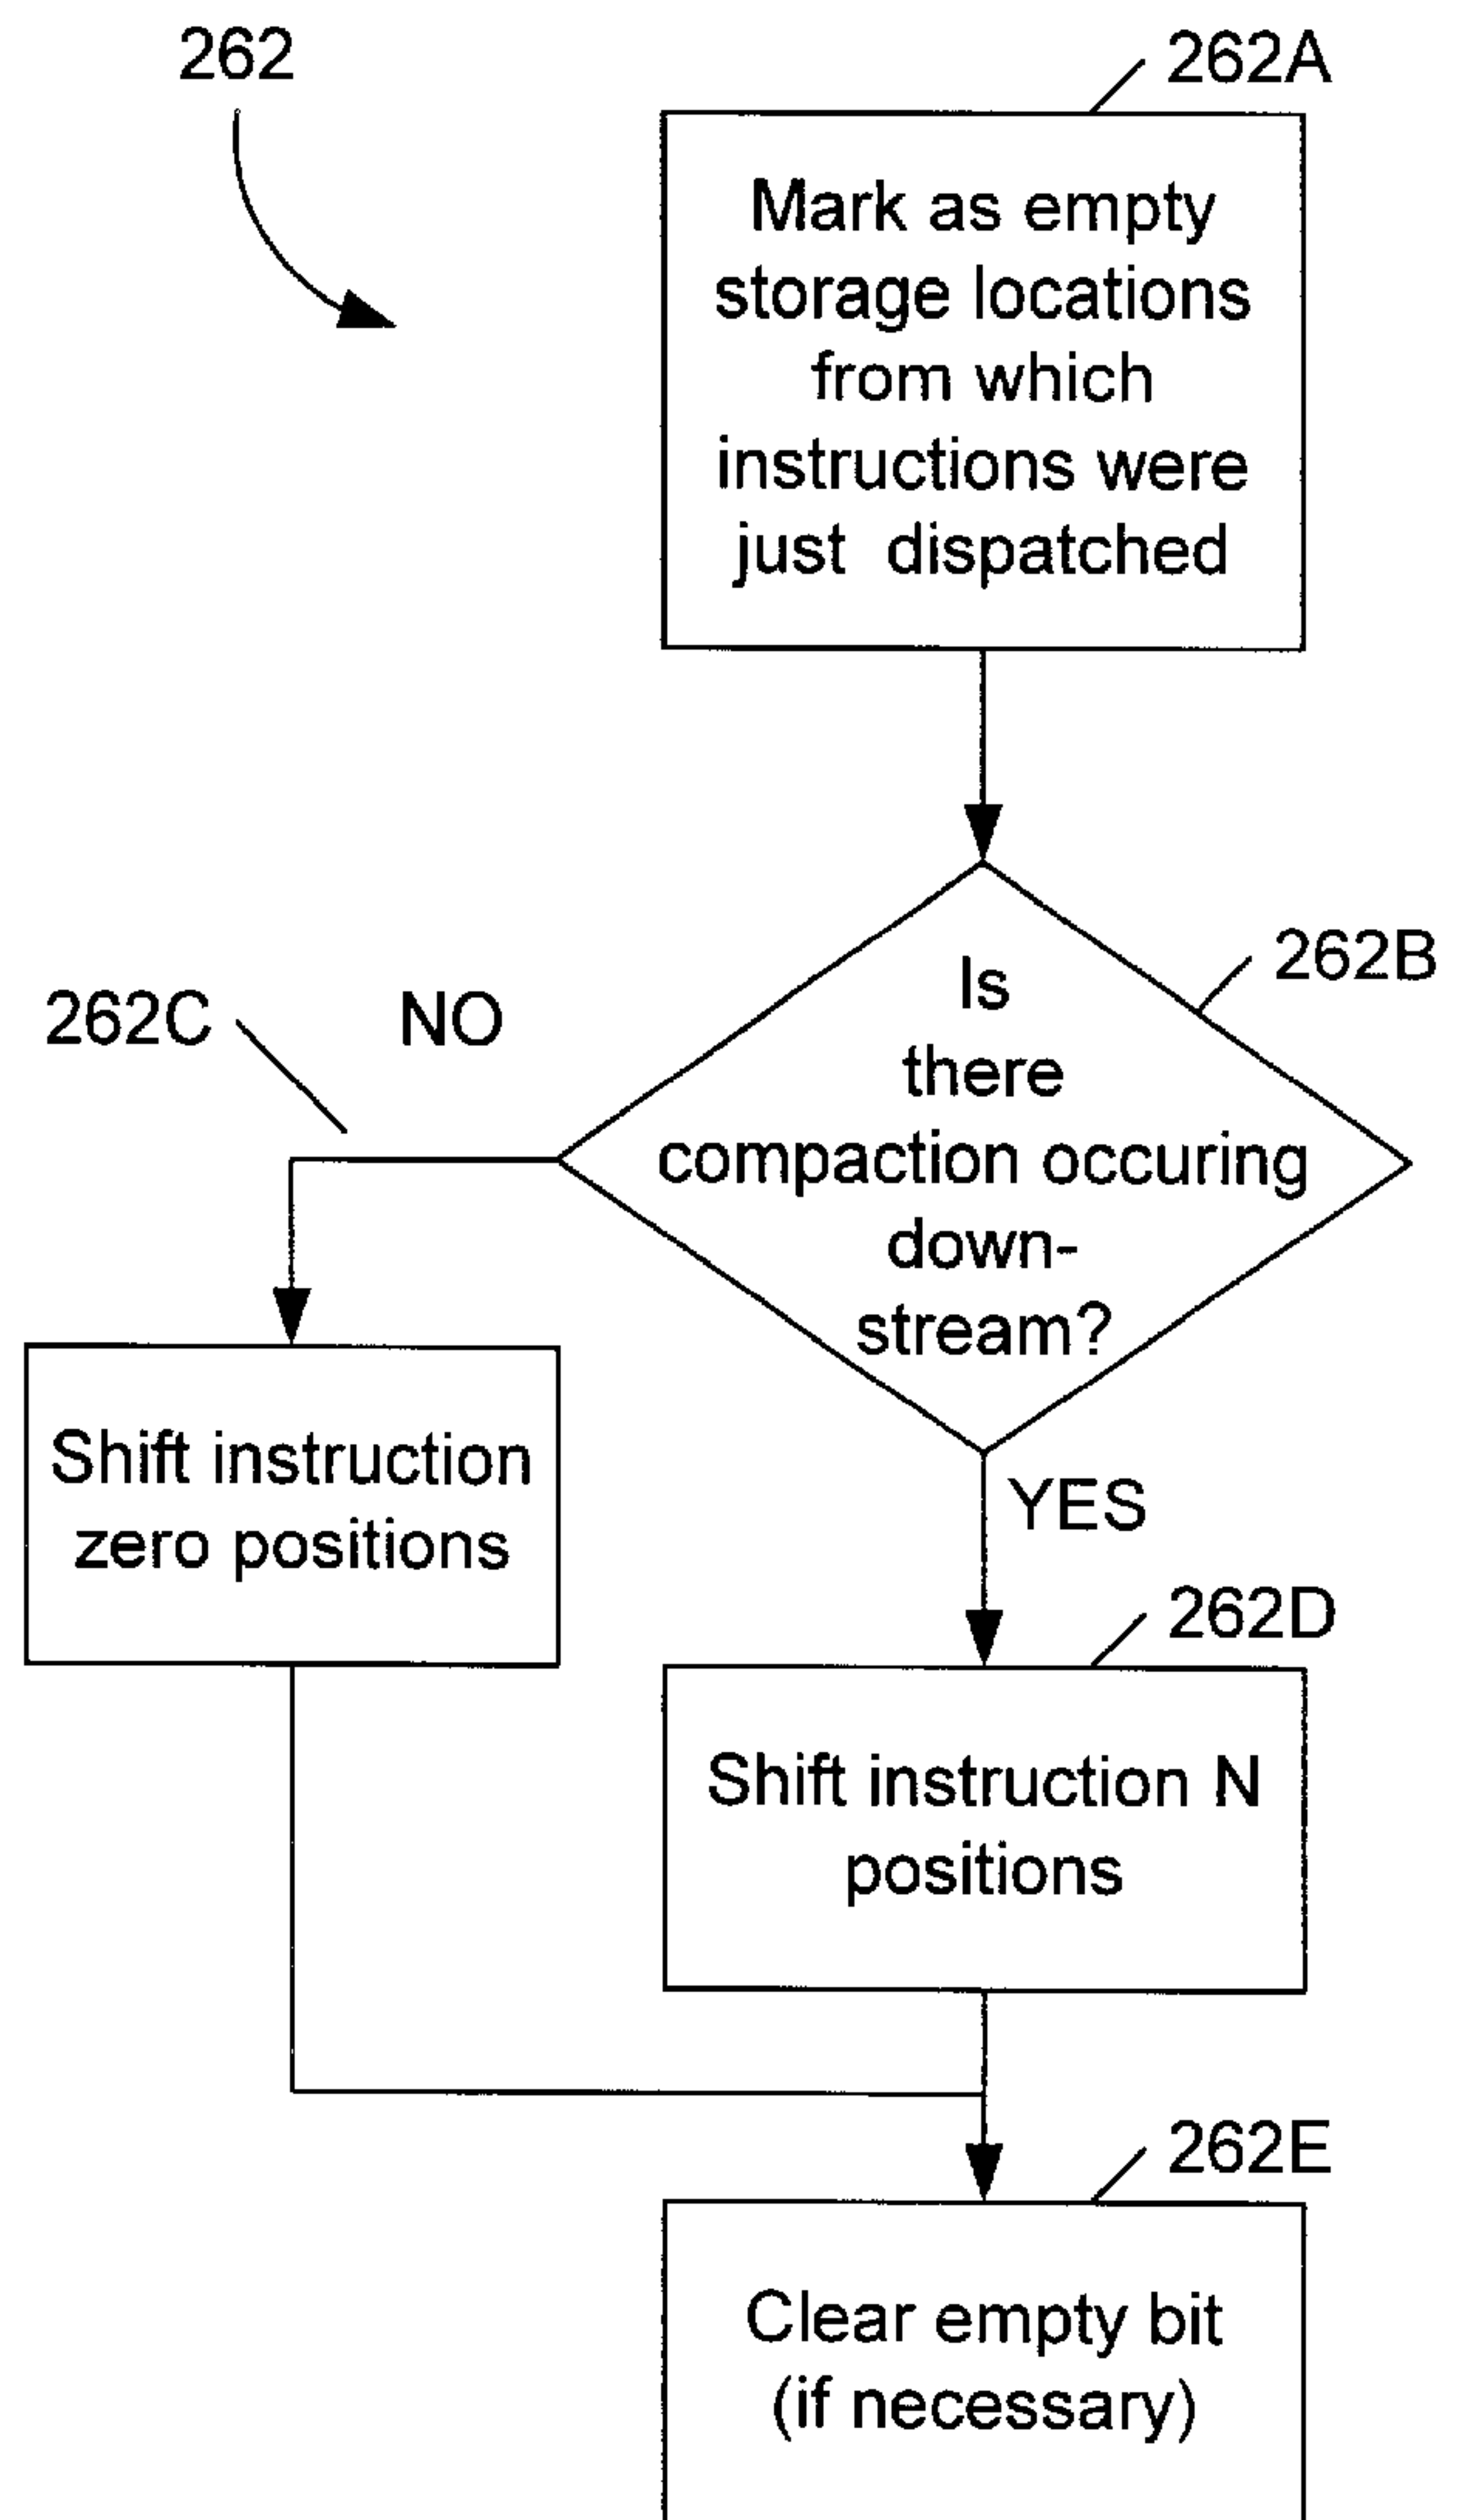 262
262A
Mark as empty
storage locations
from which
instructions were
just dispatched
262B
Is
there
compaction occuring
down-
stream?
262C
NO
Shift instruction
zero positions
YES
262D
Shift instruction N
positions
262E
Clear empty bit
(if necessary)